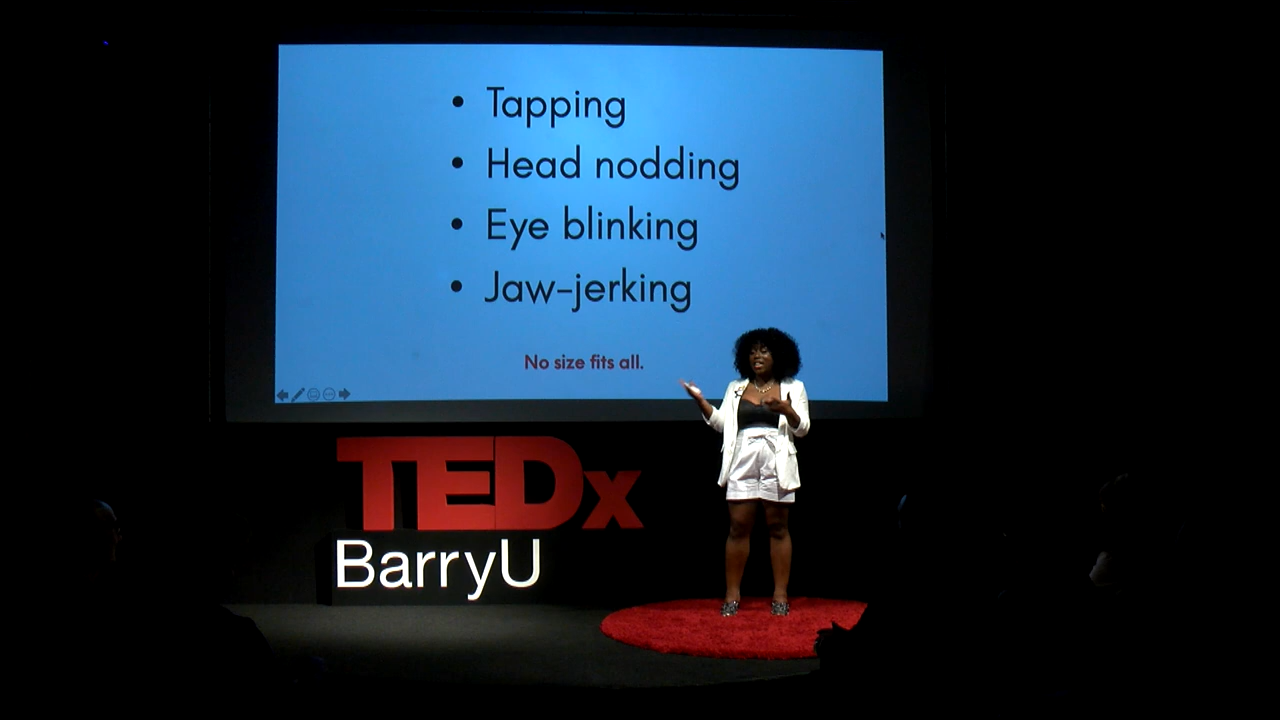 • Tapping
• Head nodding
• Eye blinking
• Jaw-jerking
No size fits all.
TEDx
BarryU